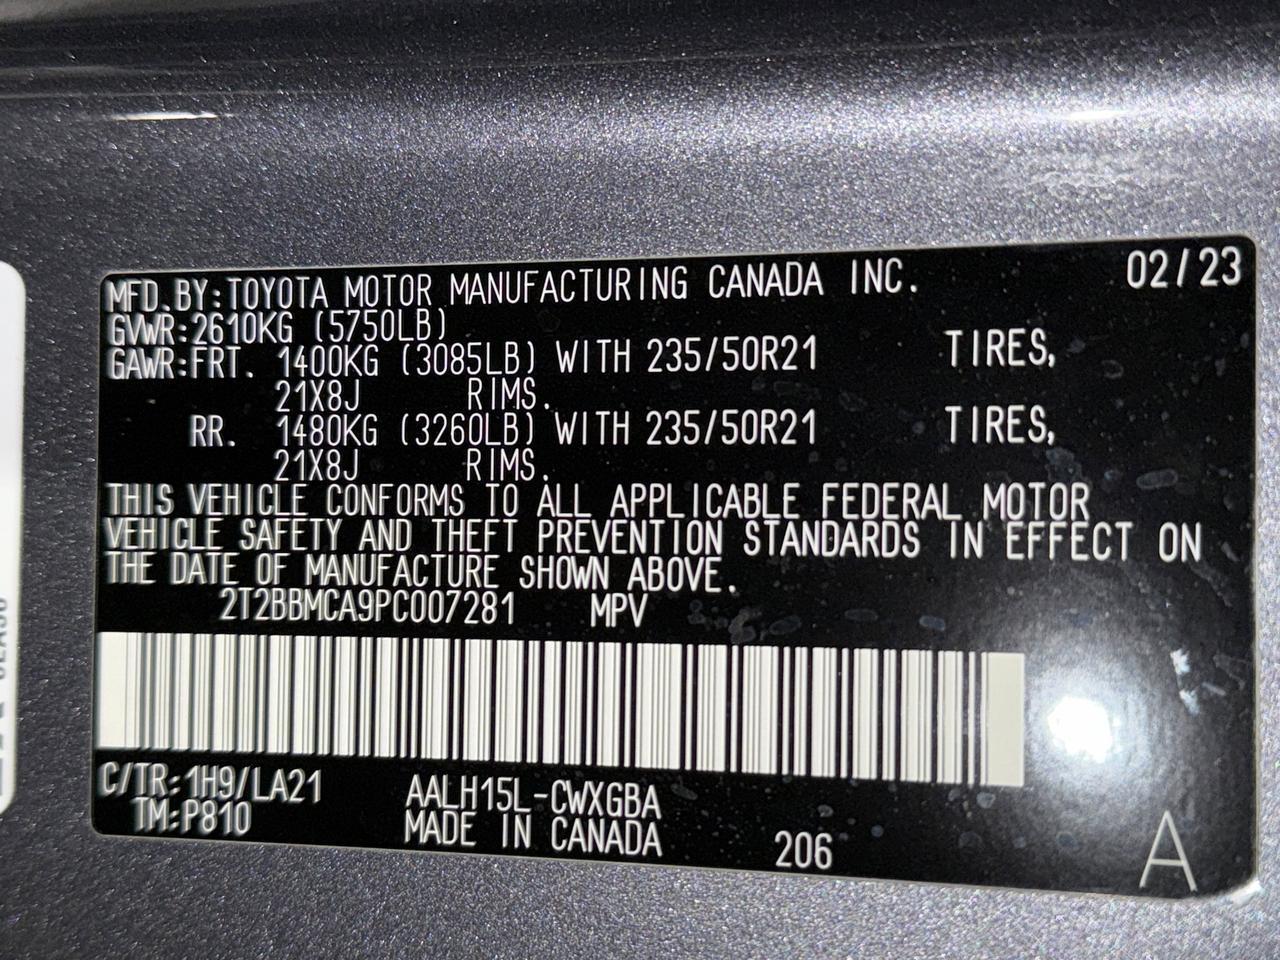 MFD.BY:TOYOTA MOTOR MANUFACTURING CANADA INC. 02/23
GVWR:2610KG (5750LB)
GAWR:FRT. 1400KG (3085LB) WITH 235/50R21 TIRES,
21X8J RIMS.
RR. 1480KG (3260LB) WITH 235/50R21 TIRES,
21X8J RIMS.
THIS VEHICLE CONFORMS TO ALL APPLICABLE FEDERAL MOTOR
VEHICLE SAFETY AND THEFT PREVENTION STANDARDS IN EFFECT ON
THE DATE OF MANUFACTURE SHOWN ABOVE.
2T2BBMCA9PC007281 MPV
C/TR:1H9/LA21 AALH15L-CWXGBA
TM:P810 MADE IN CANADA 206 A